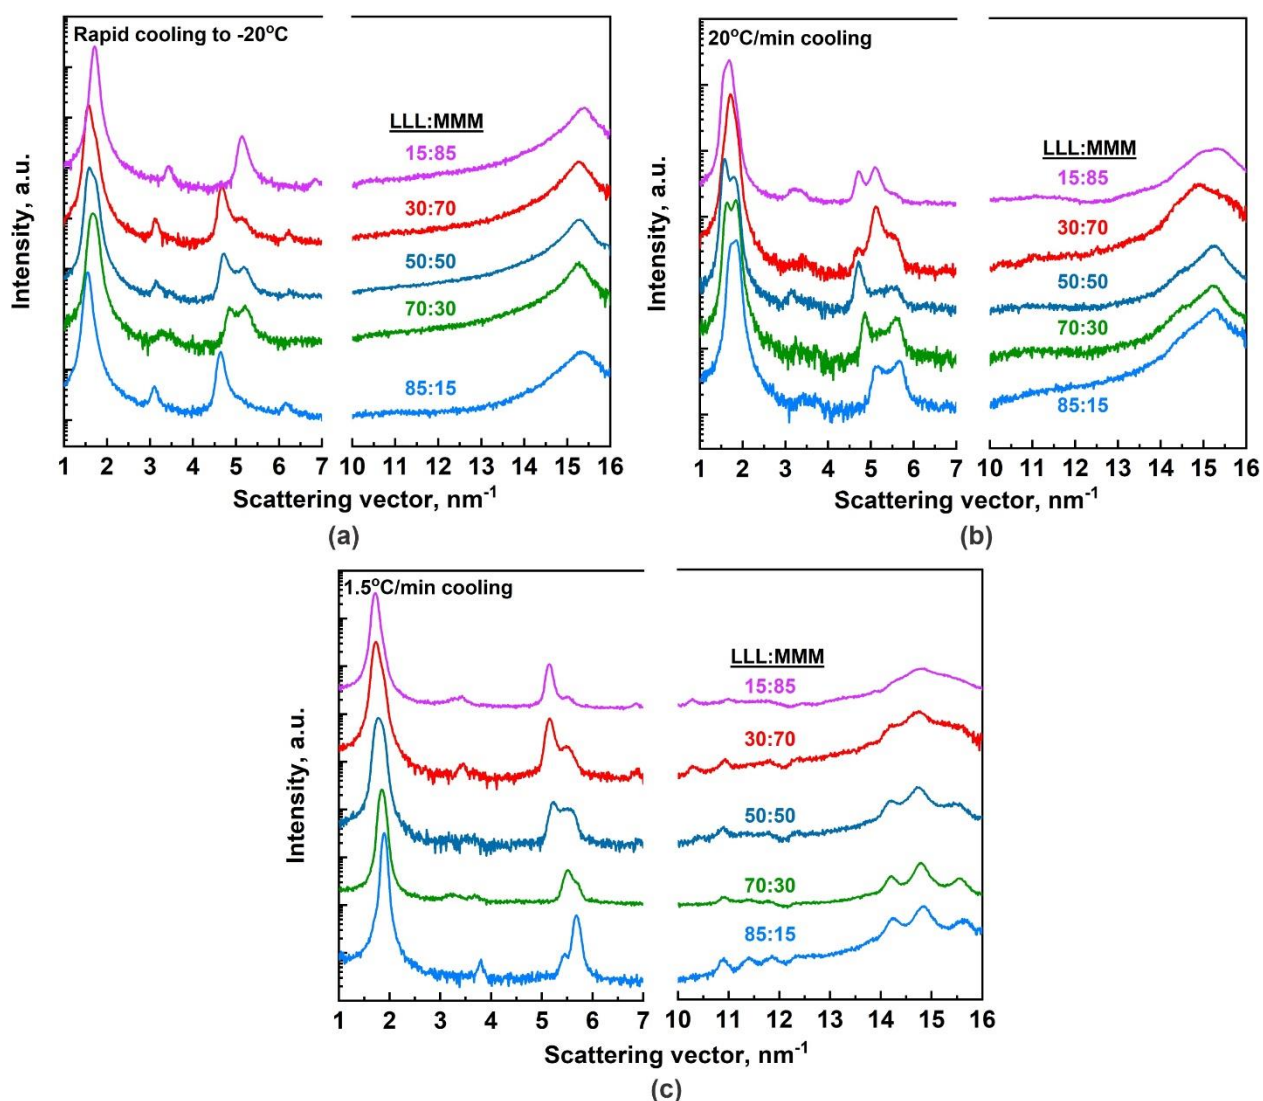 Rapid cooling to -20°C
Intensity, a.u.
LLL:MMM
15:85
30:70
50:50
70:30
85:15
1 2 3 4 5 6 7 10 11 12 13 14 15 16
Scattering vector, nm⁻¹
(a)
20°C/min cooling
Intensity, a.u.
LLL:MMM
15:85
30:70
50:50
70:30
85:15
1 2 3 4 5 6 7 10 11 12 13 14 15 16
Scattering vector, nm⁻¹
(b)
1.5°C/min cooling
Intensity, a.u.
LLL:MMM
15:85
30:70
50:50
70:30
85:15
1 2 3 4 5 6 7 10 11 12 13 14 15 16
Scattering vector, nm⁻¹
(c)